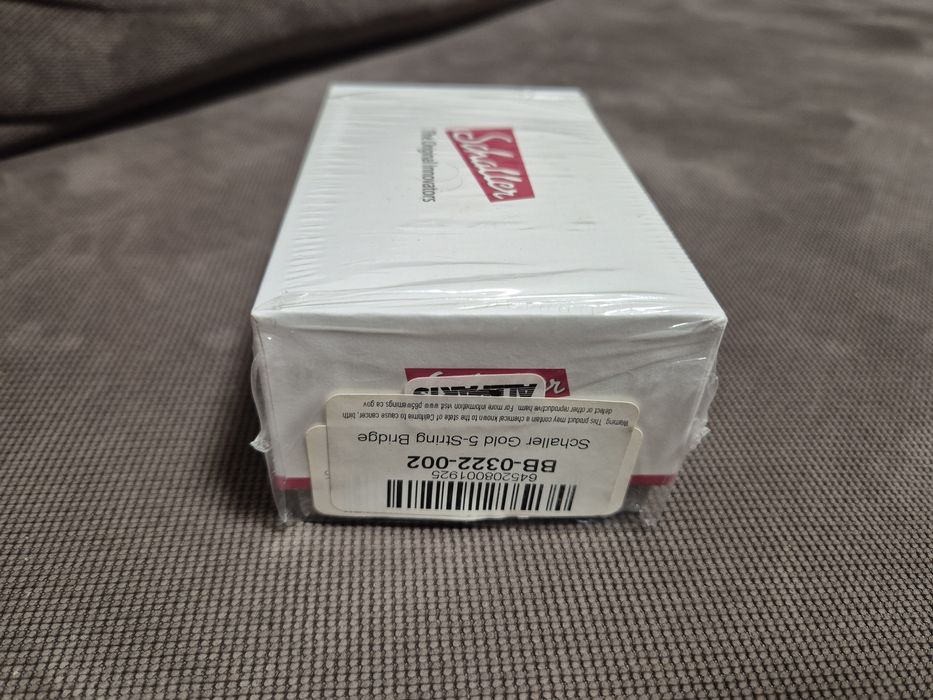 Schaller
The Original Innovators
ALLPARTS
645208001925
BB-0322-002
Schaller Gold 5-String Bridge
Warning: This product may contain a chemical known to the state of California to cause cancer, birth
defect or other reproductive harm. For more information visit www.p65warnings.ca.gov